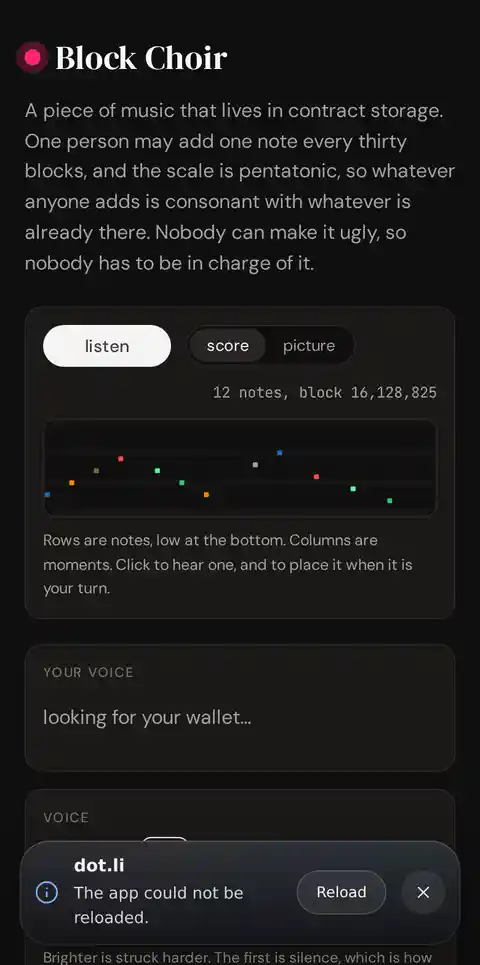 Block Choir
A piece of music that lives in contract storage.
One person may add one note every thirty
blocks, and the scale is pentatonic, so whatever
anyone adds is consonant with whatever is
already there. Nobody can make it ugly, so
nobody has to be in charge of it.
listen
score
picture
12 notes, block 16,128,825
Rows are notes, low at the bottom. Columns are
moments. Click to hear one, and to place it when it is
your turn.
YOUR VOICE
looking for your wallet…
VOICE
dot.li
The app could not be
reloaded.
Reload
Brighter is struck harder. The first is silence, which is how